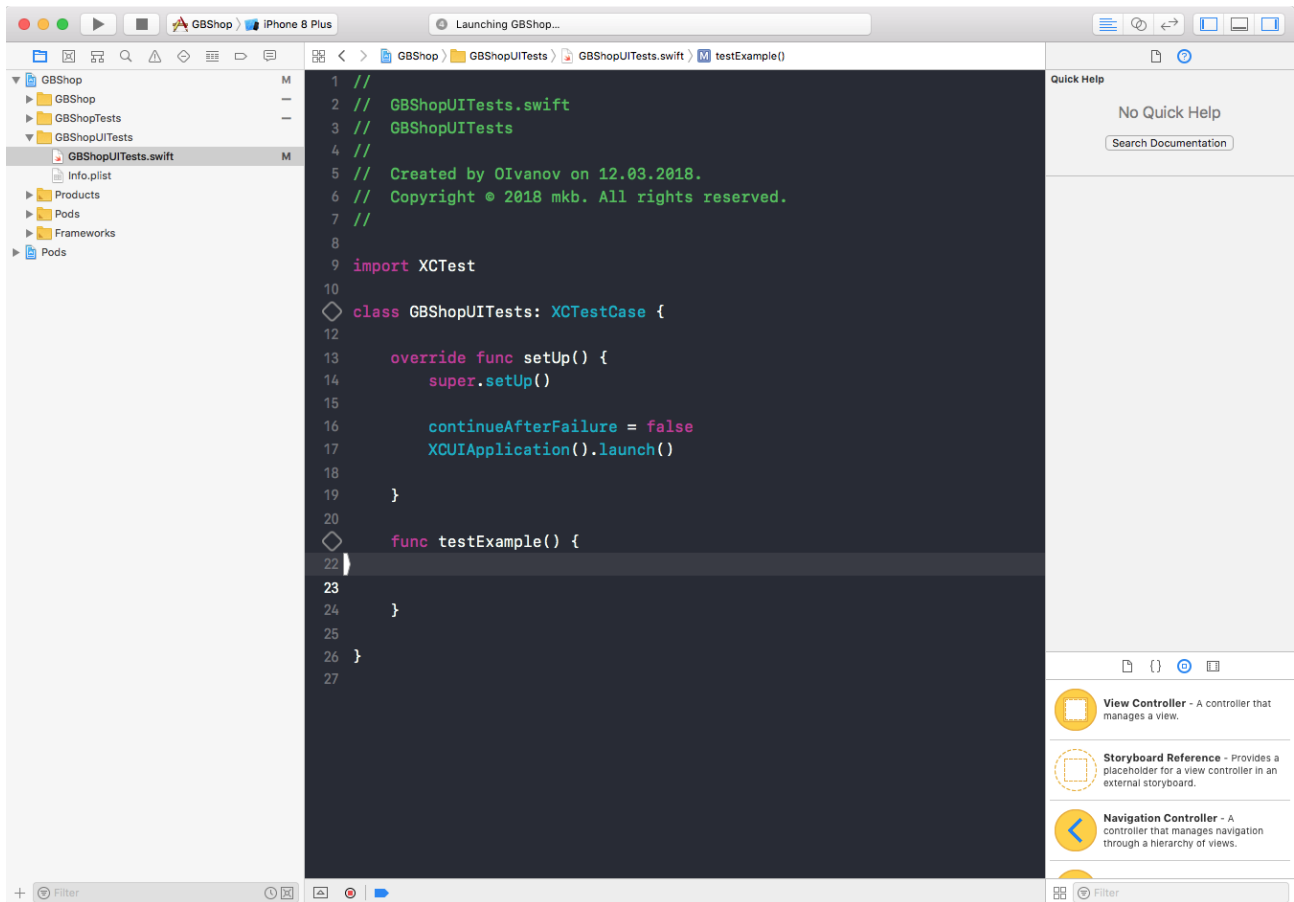 GBShop iPhone 8 Plus
4 Launching GBShop...
GBShop GBShopUITests GBShopUITests.swift M testExample()
GBShop M
GBShop —
GBShopTests —
GBShopUITests
GBShopUITests.swift M
Info.plist
Products
Pods
Frameworks
Pods
Filter
1 //
2 //  GBShopUITests.swift
3 //  GBShopUITests
4 //
5 //  Created by OIvanov on 12.03.2018.
6 //  Copyright © 2018 mkb. All rights reserved.
7 //
8
9 import XCTest
10
class GBShopUITests: XCTestCase {
12
13     override func setUp() {
14         super.setUp()
15
16         continueAfterFailure = false
17         XCUIApplication().launch()
18
19     }
20
    func testExample() {
22
23
24     }
25
26 }
27
Quick Help
No Quick Help
Search Documentation
{}
View Controller - A controller that
manages a view.
Storyboard Reference - Provides a
placeholder for a view controller in an
external storyboard.
Navigation Controller - A
controller that manages navigation
through a hierarchy of views.
Filter